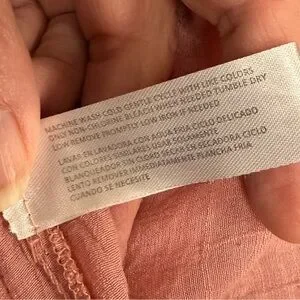 MACHINE WASH COLD GENTLE CYCLE WITH LIKE COLORS
ONLY NON-CHLORINE BLEACH WHEN NEEDED TUMBLE DRY
LOW REMOVE PROMPTLY LOW IRON IF NEEDED
LAVAR EN LAVADORA CON AGUA FRIA CICLO DELICADO
CON COLORES SIMILARES USAR SOLAMENTE
BLANQUEADOR SIN CLORO SEGUR EN SECADORA CICLO
LENTO REMOVER IMMEDIATAMENTE PLANCHA FRIA
CUANDO SE NECESITE